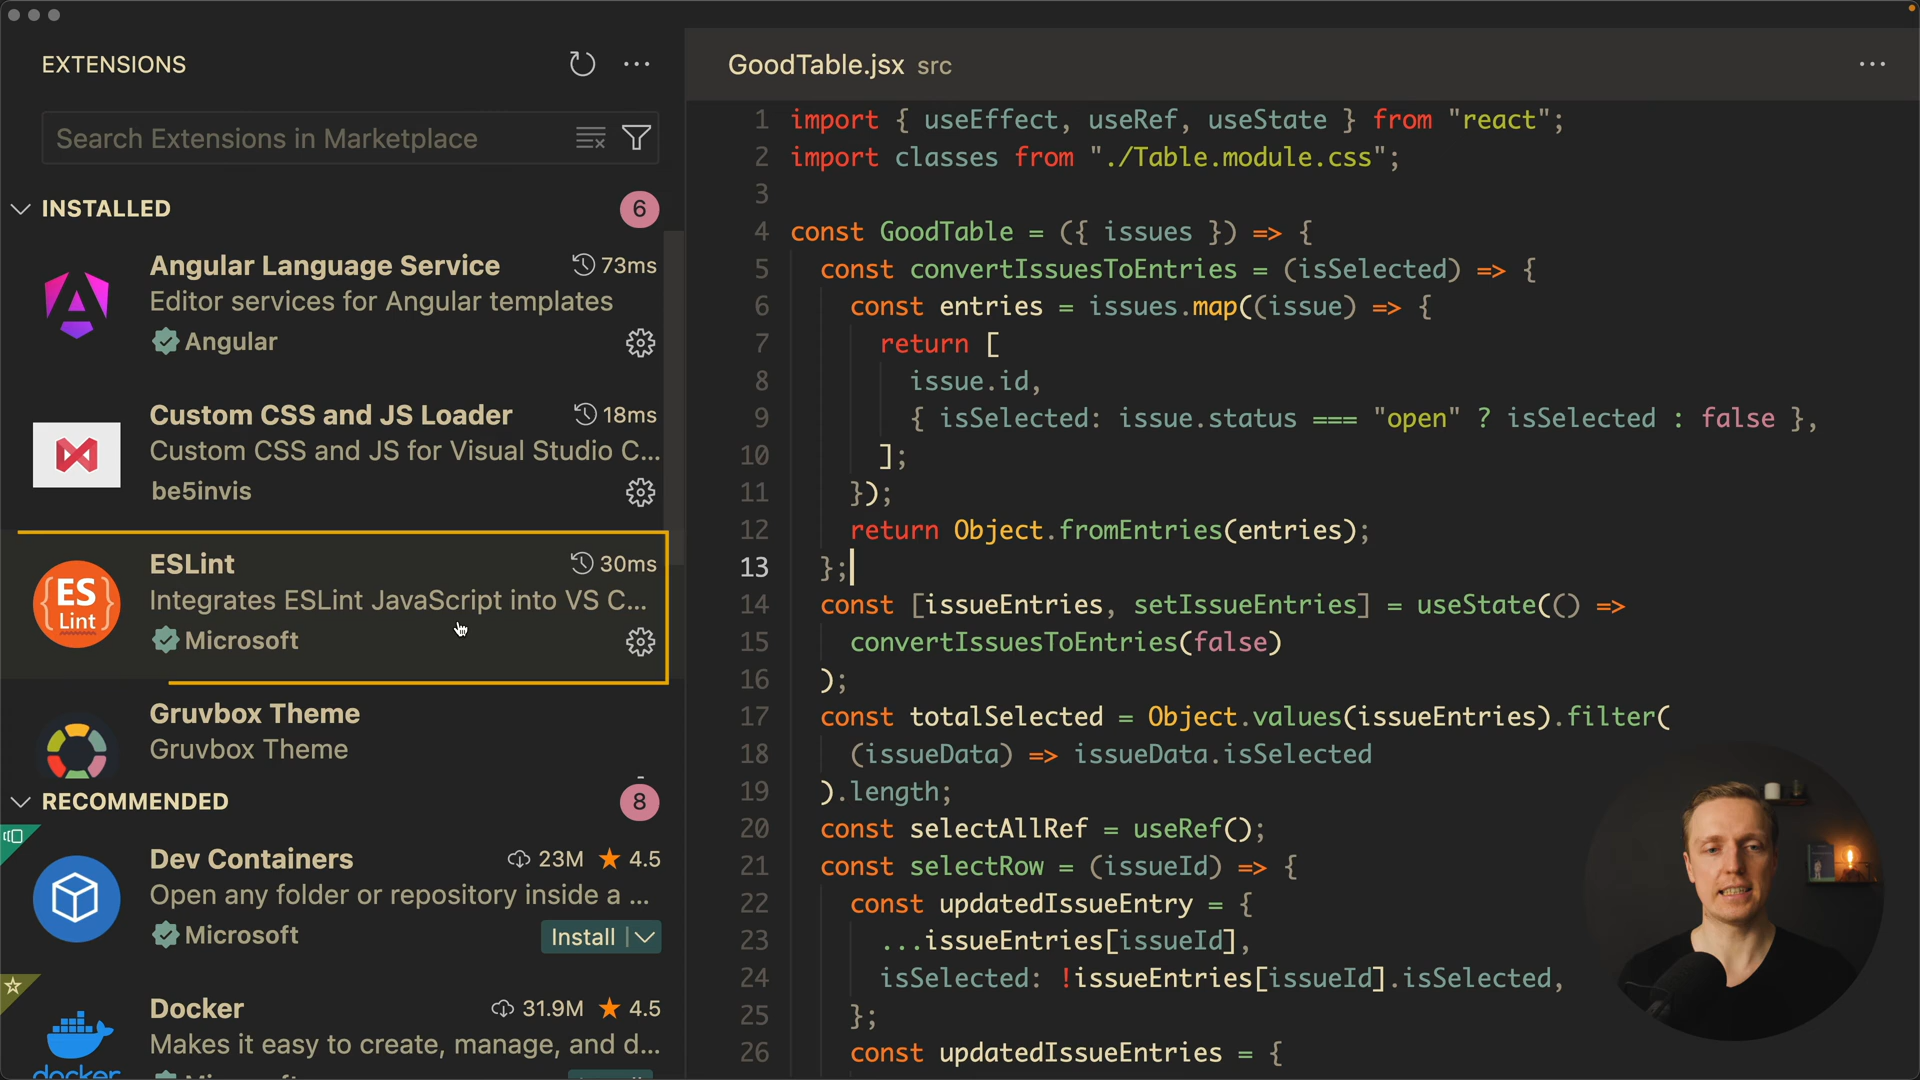 EXTENSIONS
Search Extensions in Marketplace
INSTALLED
6
Angular Language Service
73ms
Editor services for Angular templates
Angular
Custom CSS and JS Loader
18ms
Custom CSS and JS for Visual Studio C...
be5invis
ES
Lint
ESLint
30ms
Integrates ESLint JavaScript into VS C...
Microsoft
Gruvbox Theme
Gruvbox Theme
RECOMMENDED
8
Dev Containers
23M ★ 4.5
Open any folder or repository inside a ...
Microsoft
Install
Docker
31.9M ★ 4.5
Makes it easy to create, manage, and d...
docker
GoodTable.jsx src
1 import { useEffect, useRef, useState } from "react";
2 import classes from "./Table.module.css";
3
4 const GoodTable = ({ issues }) => {
5 const convertIssuesToEntries = (isSelected) => {
6 const entries = issues.map((issue) => {
7 return [
8 issue.id,
9 { isSelected: issue.status === "open" ? isSelected : false },
10 ];
11 });
12 return Object.fromEntries(entries);
13 };
14 const [issueEntries, setIssueEntries] = useState(() =>
15 convertIssuesToEntries(false)
16 );
17 const totalSelected = Object.values(issueEntries).filter(
18 (issueData) => issueData.isSelected
19 ).length;
20 const selectAllRef = useRef();
21 const selectRow = (issueId) => {
22 const updatedIssueEntry = {
23 ...issueEntries[issueId],
24 isSelected: !issueEntries[issueId].isSelected,
25 };
26 const updatedIssueEntries = {